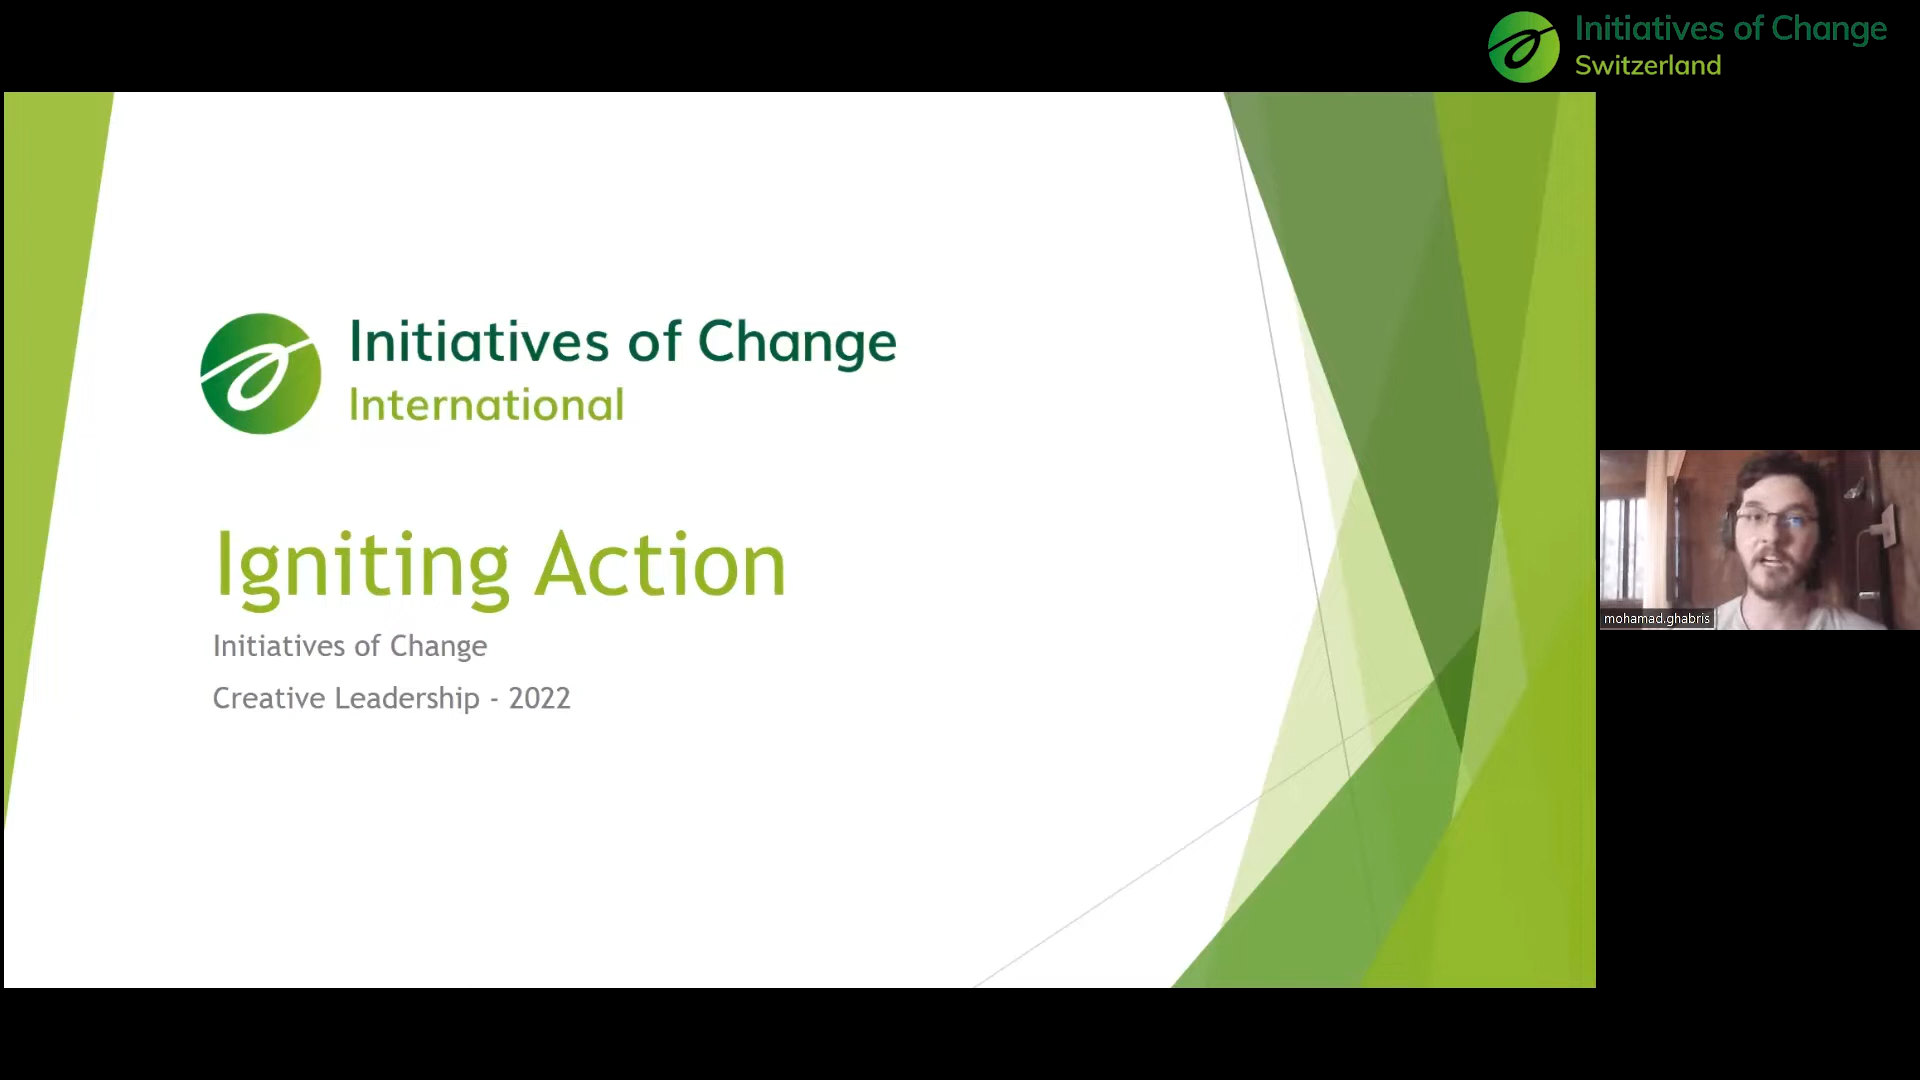 Initiatives of Change
Switzerland
Initiatives of Change
International
Igniting Action
Initiatives of Change
Creative Leadership - 2022
mohamad.ghabris